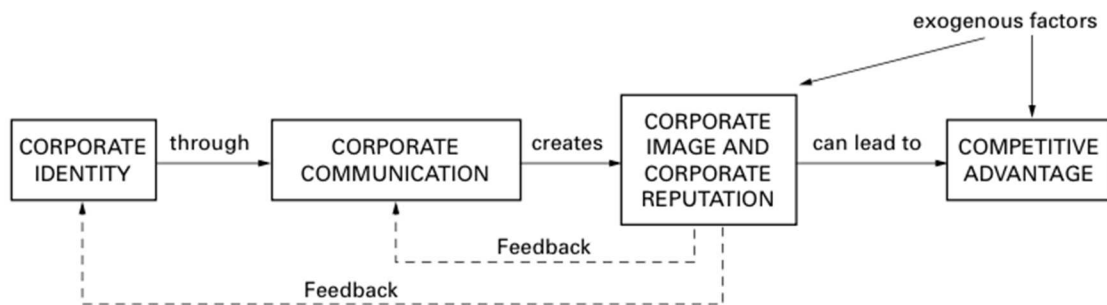 exogenous factors
CORPORATE
IDENTITY
through
CORPORATE
COMMUNICATION
creates
CORPORATE
IMAGE AND
CORPORATE
REPUTATION
can lead to
COMPETITIVE
ADVANTAGE
Feedback
Feedback